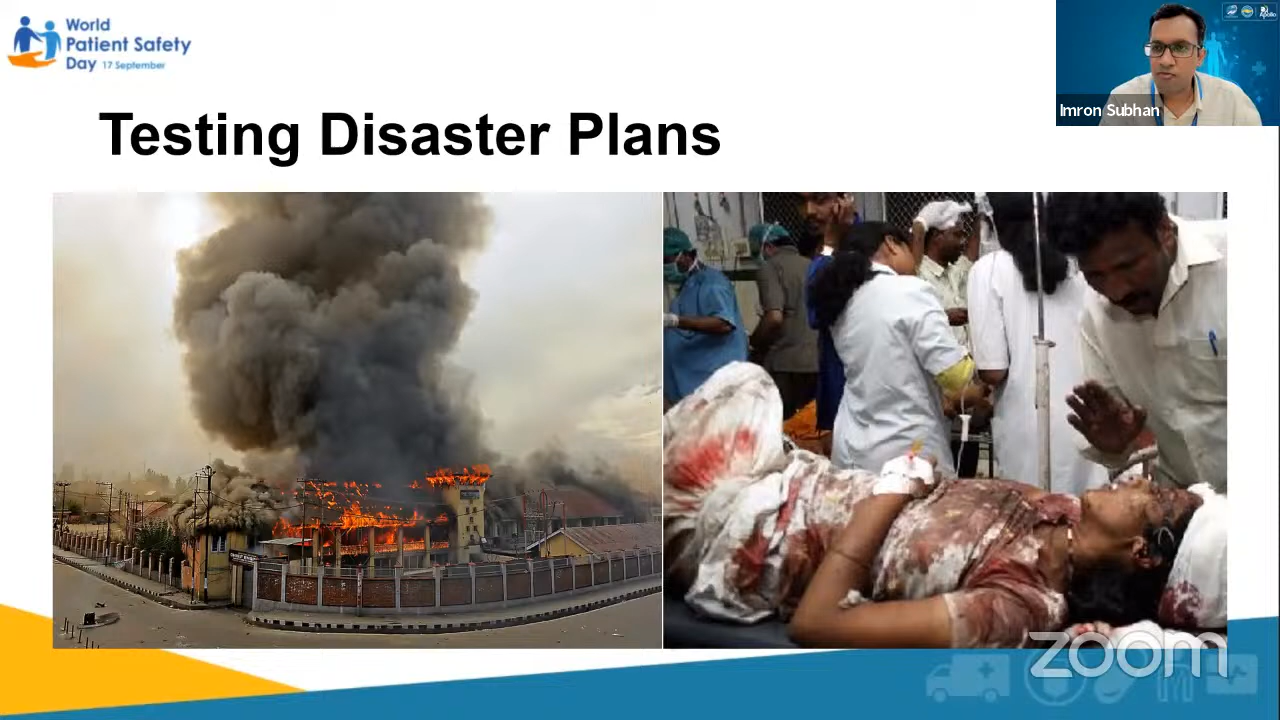 World
Patient Safety
Day 17 September
Imron Subhan
Testing Disaster Plans
zoom